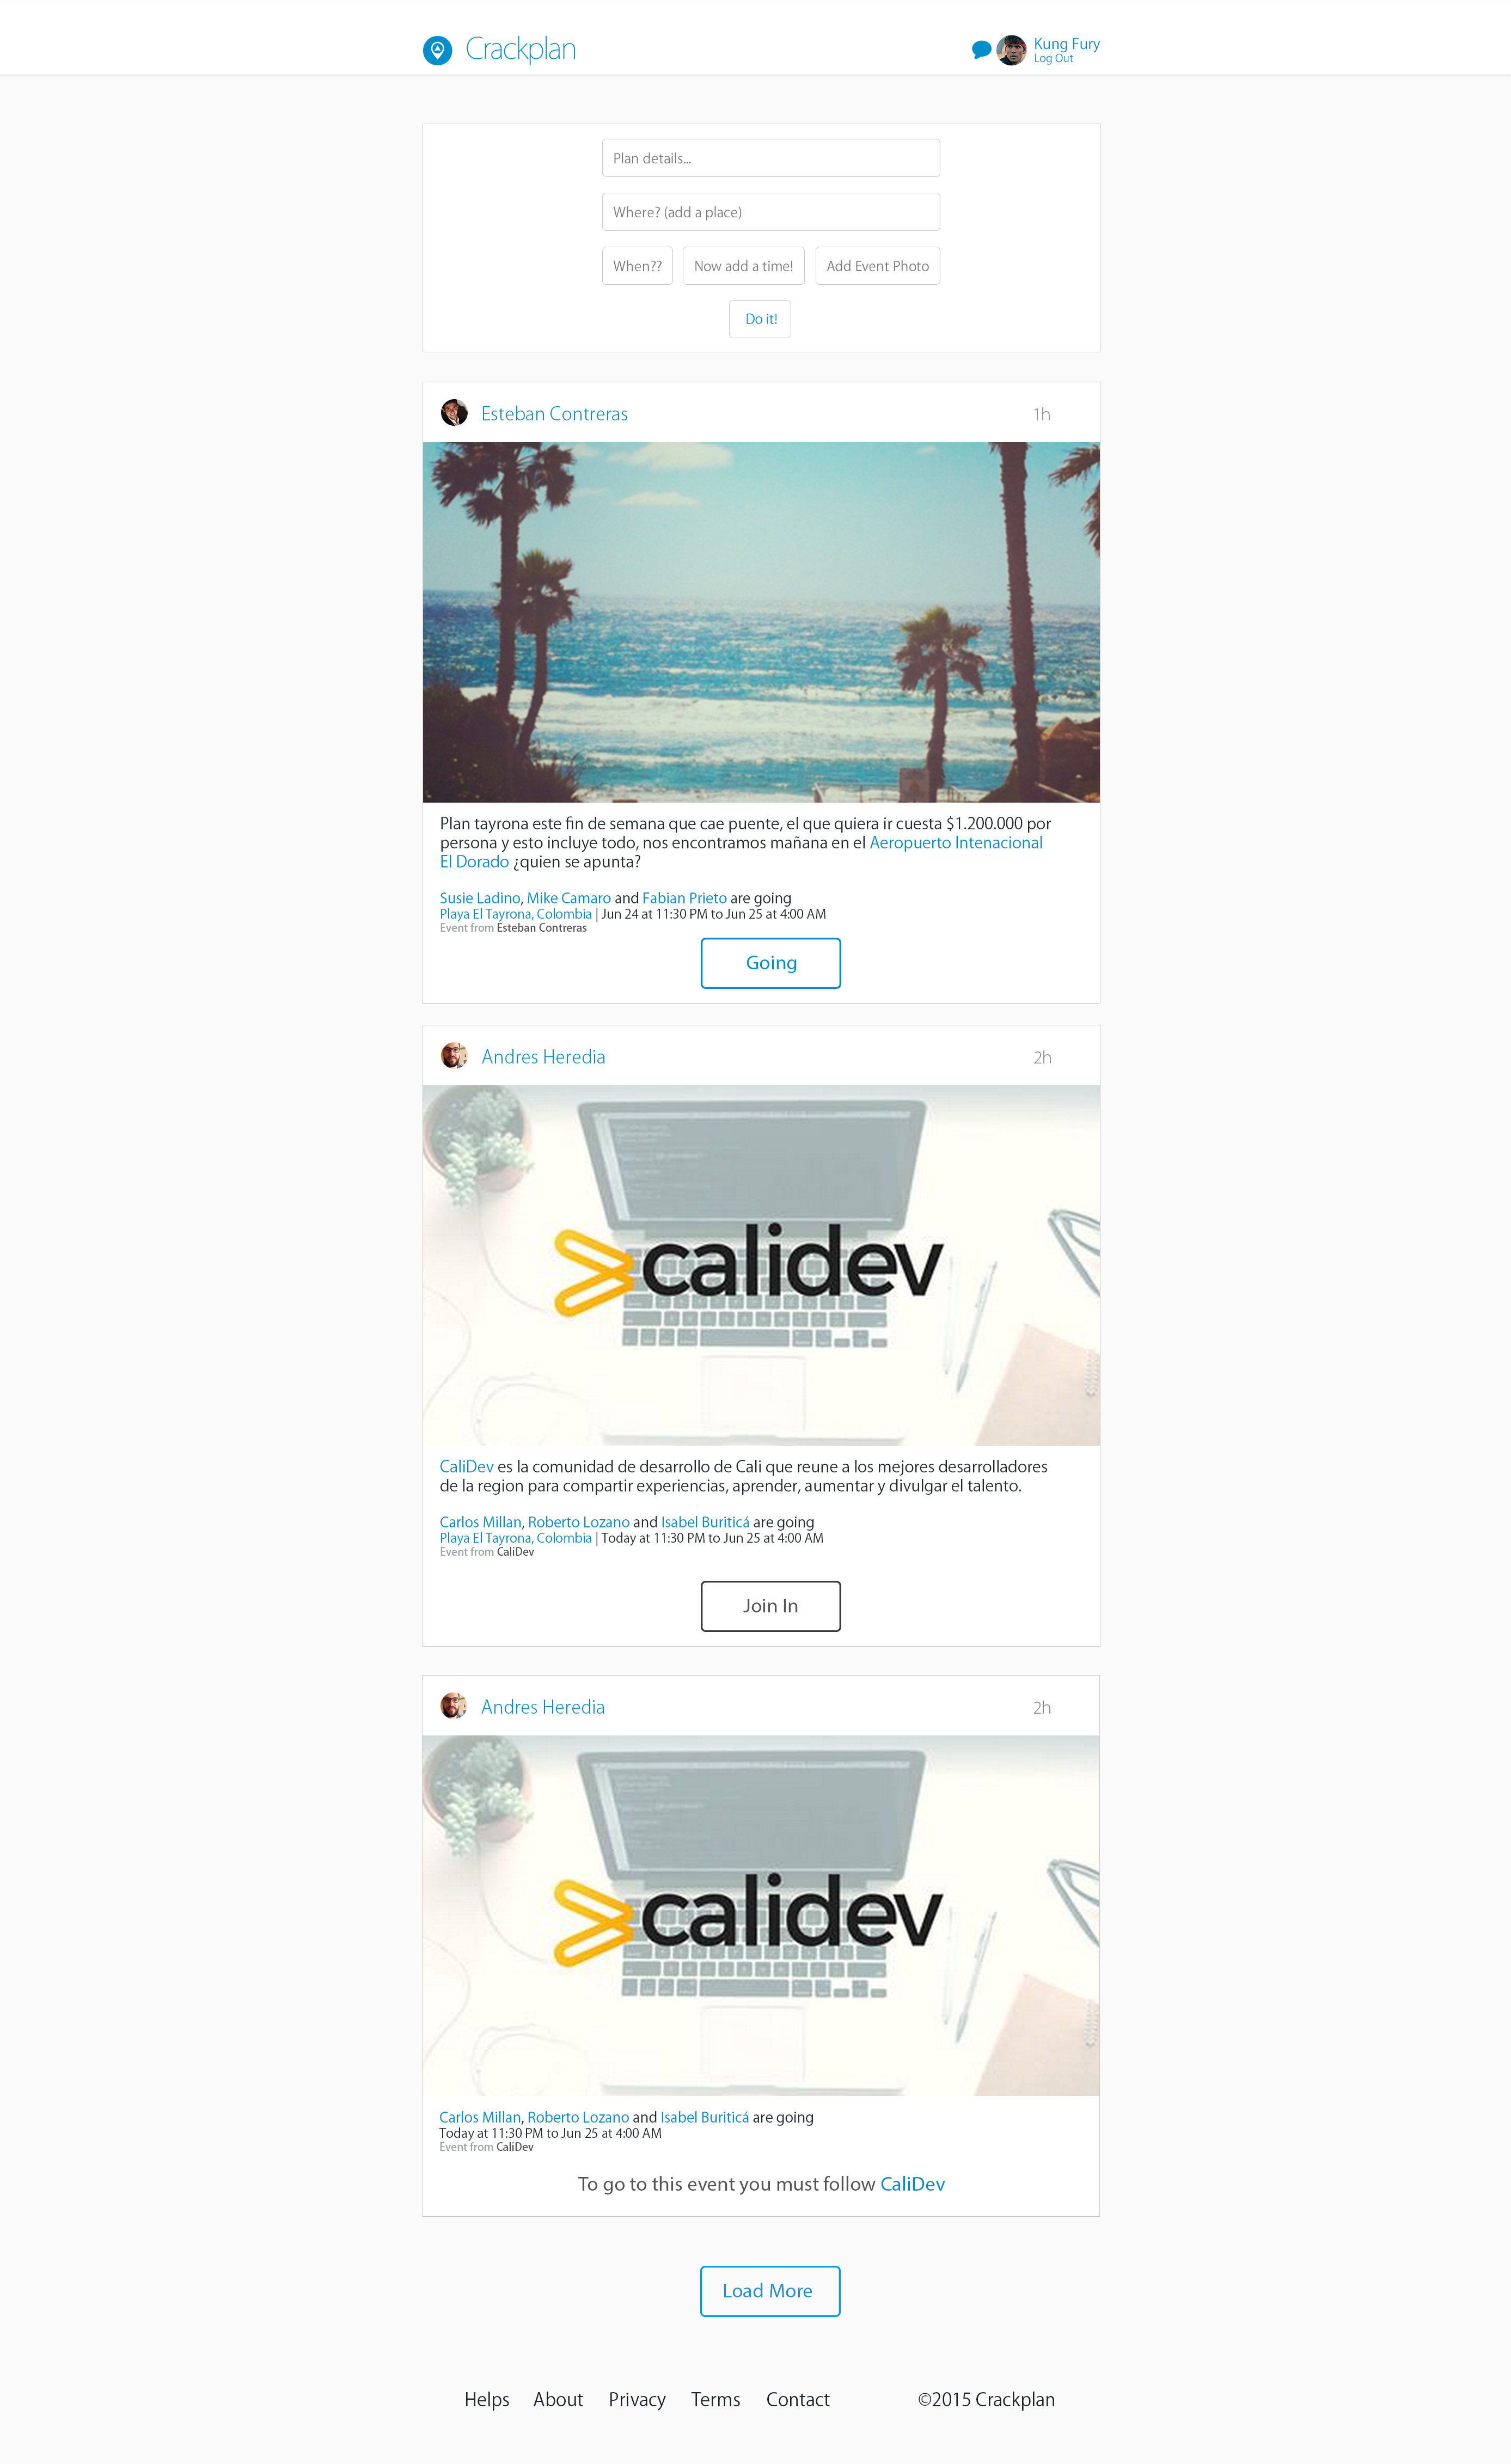 Crackplan
Kung Fury
Log Out
Plan details...
Where? (add a place)
When??
Now add a time!
Add Event Photo
Do it!
Esteban Contreras
1h
Plan tayrona este fin de semana que cae puente, el que quiera ir cuesta $1.200.000 por
persona y esto incluye todo, nos encontramos mañana en el Aeropuerto Intenacional
El Dorado ¿quien se apunta?
Susie Ladino, Mike Camaro and Fabian Prieto are going
Playa El Tayrona, Colombia | Jun 24 at 11:30 PM to Jun 25 at 4:00 AM
Event from Esteban Contreras
Going
Andres Heredia
2h
calidev
CaliDev es la comunidad de desarrollo de Cali que reune a los mejores desarrolladores
de la region para compartir experiencias, aprender, aumentar y divulgar el talento.
Carlos Millan, Roberto Lozano and Isabel Buriticá are going
Playa El Tayrona, Colombia | Today at 11:30 PM to Jun 25 at 4:00 AM
Event from CaliDev
Join In
Andres Heredia
2h
calidev
Carlos Millan, Roberto Lozano and Isabel Buriticá are going
Today at 11:30 PM to Jun 25 at 4:00 AM
Event from CaliDev
To go to this event you must follow CaliDev
Load More
Helps About Privacy Terms Contact ©2015 Crackplan